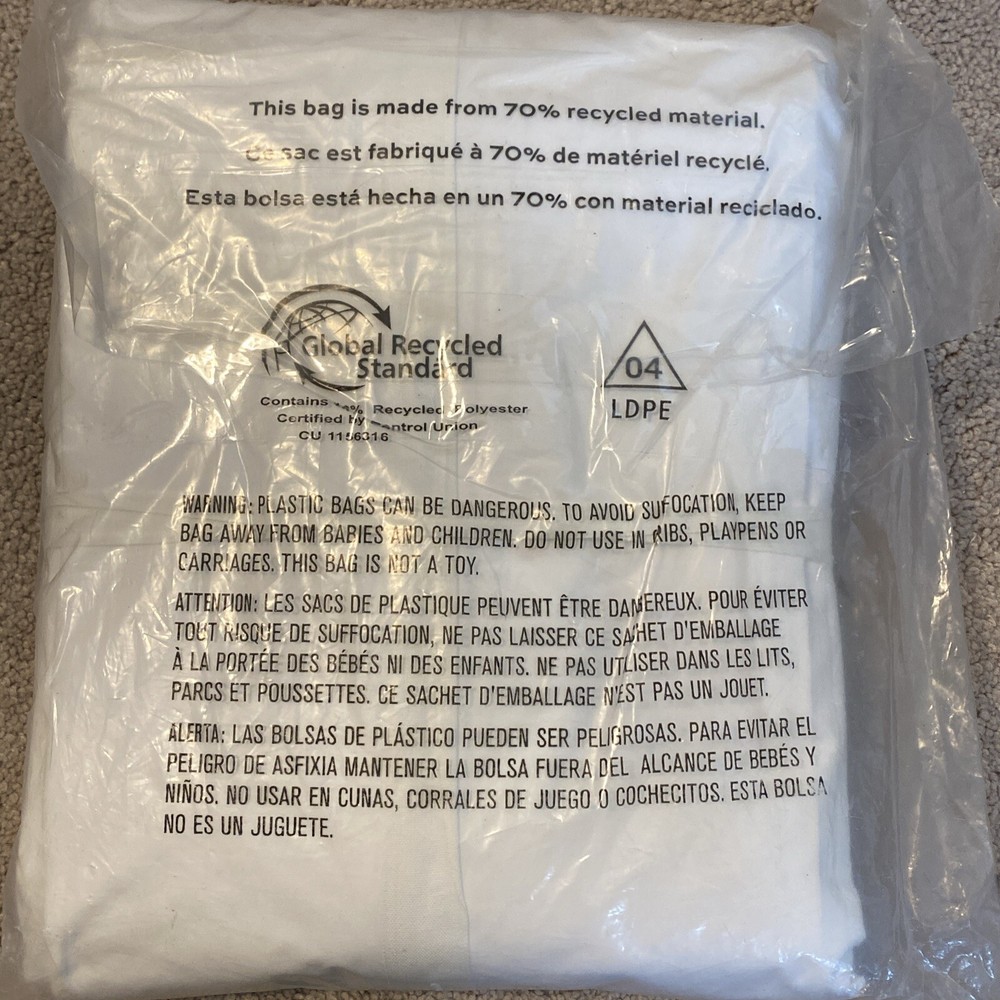 This bag is made from 70% recycled material.
Ce sac est fabriqué à 70% de matériel recyclé.
Esta bolsa está hecha en un 70% con material reciclado.
Global Recycled
Standard
Contains % Recycled Polyester
Certified by Control Union
CU 1156316
04
LDPE
WARNING: PLASTIC BAGS CAN BE DANGEROUS. TO AVOID SUFOCATION, KEEP
BAG AWAY FROM BABIES AND CHILDREN. DO NOT USE IN RIBS, PLAYPENS OR
CARRIAGES. THIS BAG IS NOT A TOY.
ATTENTION: LES SACS DE PLASTIQUE PEUVENT ÊTRE DAMEREUX. POUR ÉVITER
TOUT RISQUE DE SUFFOCATION, NE PAS LAISSER CE SAHET D'EMBALLAGE
À LA PORTÉE DES BÉBÉS NI DES ENFANTS. NE PAS UTLISER DANS LES LITS,
PARCS ET POUSSETTES. CE SACHET D'EMBALLAGE N'EST PAS UN JOUET.
ALERTA: LAS BOLSAS DE PLÁSTICO PUEDEN SER PELIGROSAS. PARA EVITAR EL
PELIGRO DE ASFIXIA MANTENER LA BOLSA FUERA DEL ALCANCE DE BEBÉS Y
NIÑOS. NO USAR EN CUNAS, CORRALES DE JUEGO O COCHECITOS. ESTA BOLSA
NO ES UN JUGUETE.